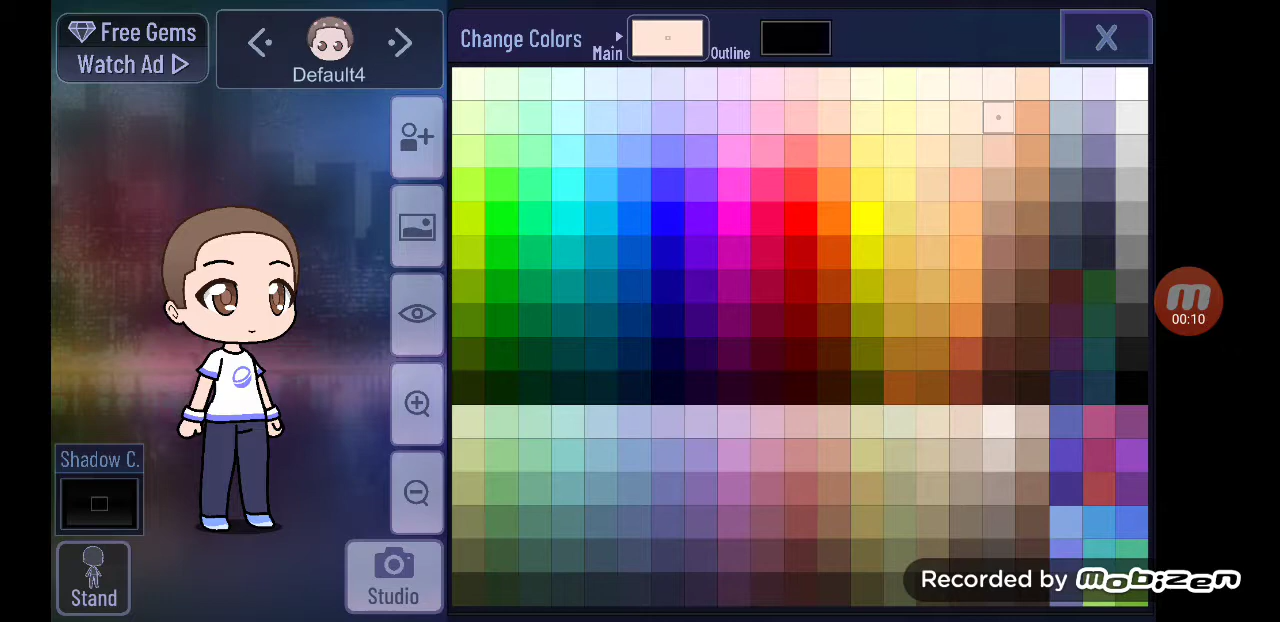 Free Gems
Watch Ad
Default4
Change Colors
Main
Outline
Shadow C.
Stand
Studio
00:10
Recorded by Mobizen